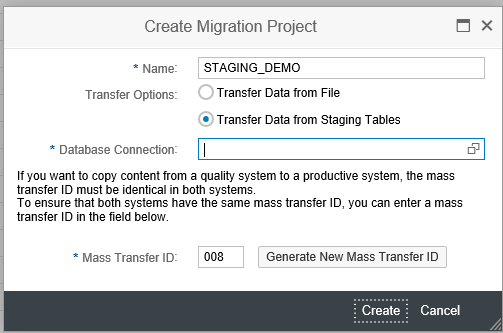 Create Migration Project
* Name: STAGING_DEMO
Transfer Options: Transfer Data from File
Transfer Data from Staging Tables
* Database Connection:
If you want to copy content from a quality system to a productive system, the mass
transfer ID must be identical in both systems.
To ensure that both systems have the same mass transfer ID, you can enter a mass
transfer ID in the field below.
* Mass Transfer ID: 008 Generate New Mass Transfer ID
Create Cancel